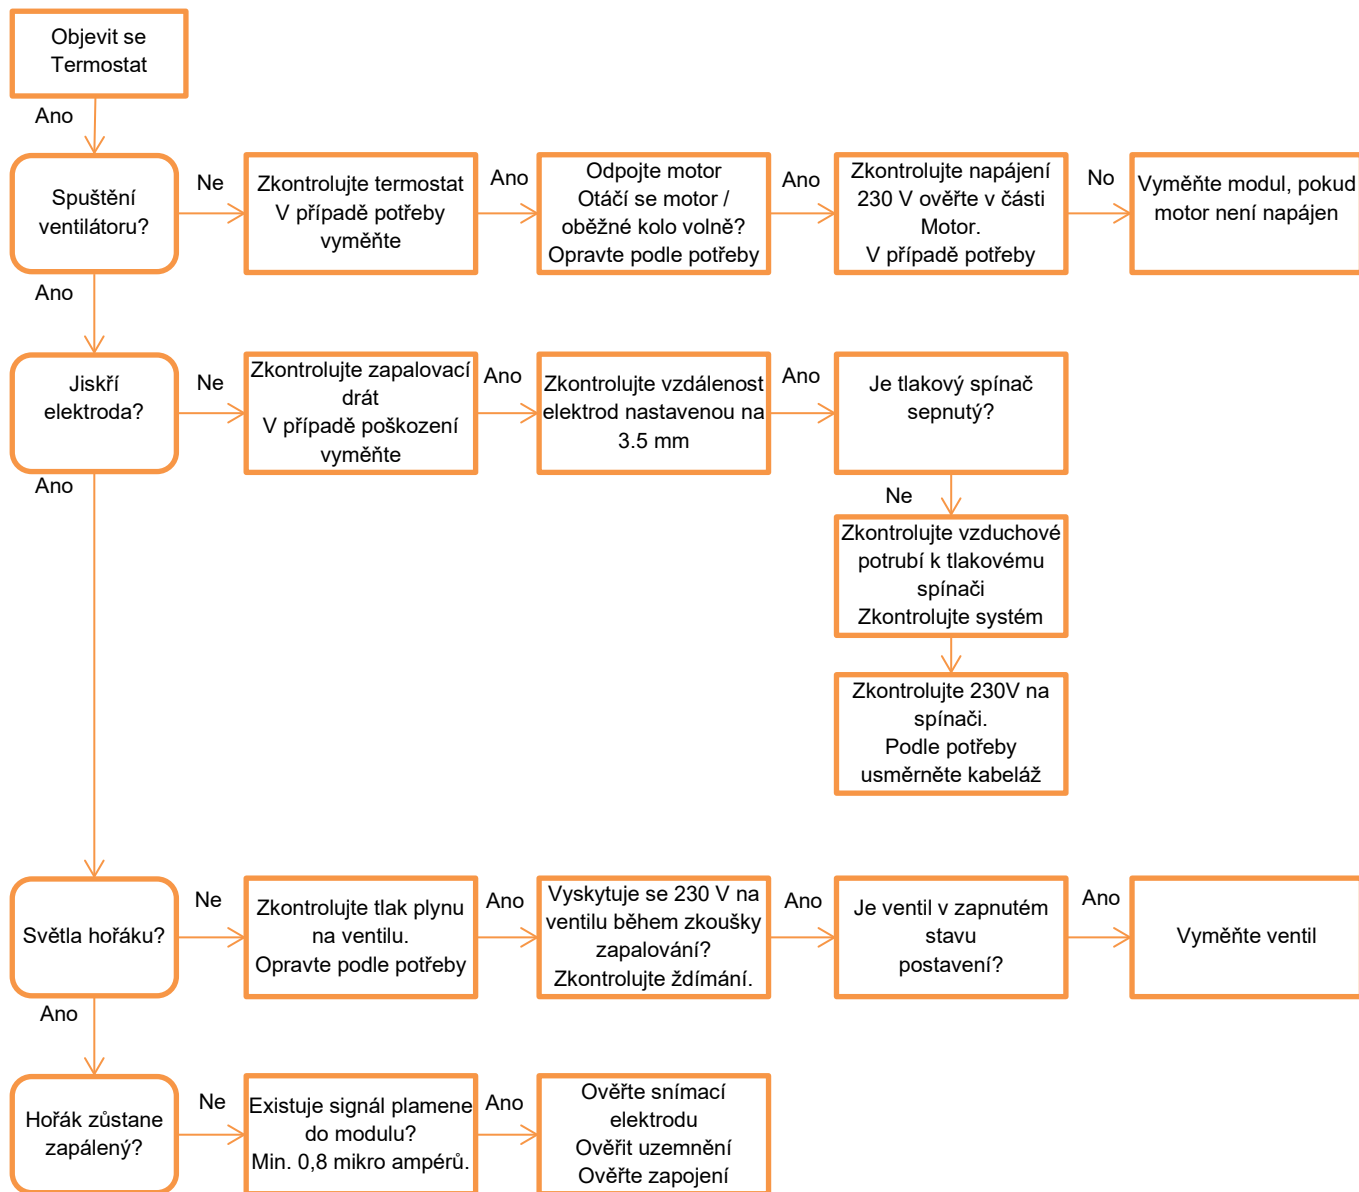 Objevit se
Termostat
Ano
Spuštění
ventilátoru?
Ne
Zkontrolujte termostat
V případě potřeby
vyměňte
Ano
Odpojte motor
Otáčí se motor /
oběžné kolo volně?
Opravte podle potřeby
Ano
Zkontrolujte napájení
230 V ověřte v části
Motor.
V případě potřeby
No
Vyměňte modul, pokud
motor není napájen
Ano
Jiskří
elektroda?
Ne
Zkontrolujte zapalovací
drát
V případě poškození
vyměňte
Ano
Zkontrolujte vzdálenost
elektrod nastavenou na
3.5 mm
Ano
Je tlakový spínač
sepnutý?
Ne
Zkontrolujte vzduchové
potrubí k tlakovému
spínači
Zkontrolujte systém
Zkontrolujte 230V na
spínači.
Podle potřeby
usměrněte kabeláž
Ano
Světla hořáku?
Ne
Zkontrolujte tlak plynu
na ventilu.
Opravte podle potřeby
Ano
Vyskytuje se 230 V na
ventilu během zkoušky
zapalování?
Zkontrolujte ždímání.
Ano
Je ventil v zapnutém
stavu
postavení?
Ano
Vyměňte ventil
Ano
Hořák zůstane
zapálený?
Ne
Existuje signál plamene
do modulu?
Min. 0,8 mikro ampérů.
Ano
Ověřte snímací
elektrodu
Ověřit uzemnění
Ověřte zapojení